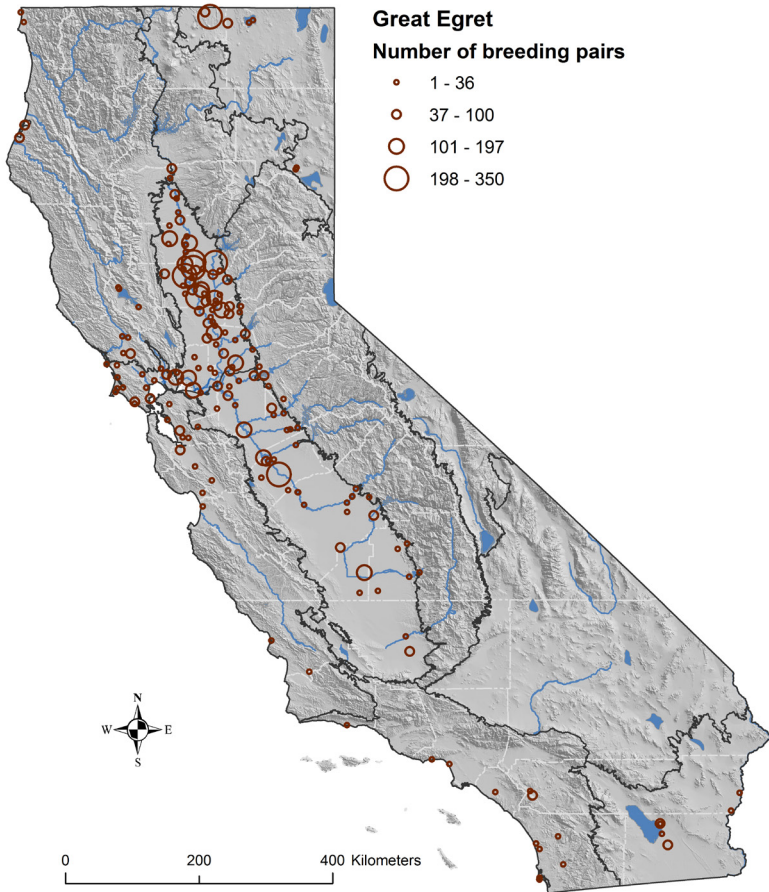 Great Egret
Number of breeding pairs
1 - 36
37 - 100
101 - 197
198 - 350
N
W E
S
0 200 400 Kilometers